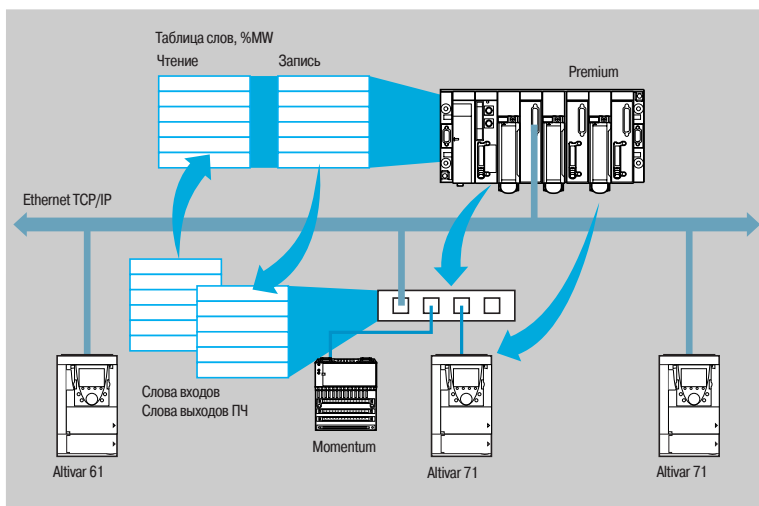 Таблица слов, %MW
Чтение
Запись
Premium
Ethernet TCP/IP
Слова входов
Слова выходов ПЧ
Momentum
Altivar 61
Altivar 71
Altivar 71